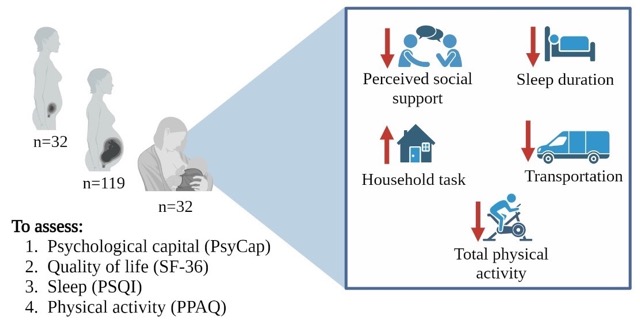 n=32
n=119
n=32
To assess:
1. Psychological capital (PsyCap)
2. Quality of life (SF-36)
3. Sleep (PSQI)
4. Physical activity (PPAQ)
Perceived social
support
Sleep duration
Household task
Transportation
Total physical
activity